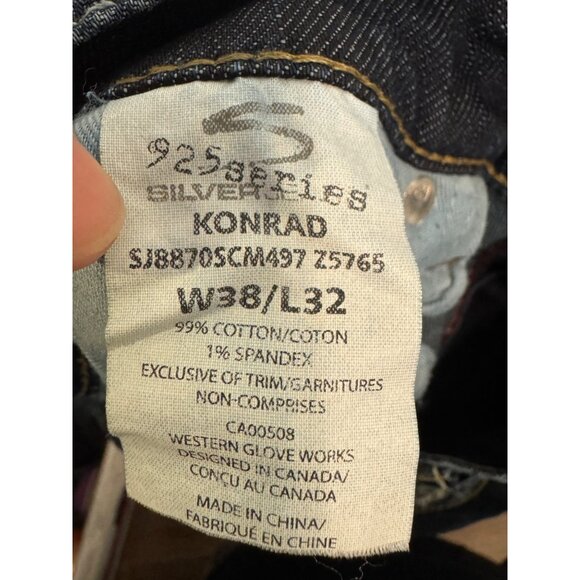 925series
SILVER
KONRAD
SJ8870SCM497 Z5765
W38/L32
99% COTTON/COTON
1% SPANDEX
EXCLUSIVE OF TRIM/GARNITURES
NON-COMPRISES
CA00508
WESTERN GLOVE WORKS
DESIGNED IN CANADA/
CONÇU AU CANADA
MADE IN CHINA/
FABRIQUÉ EN CHINE